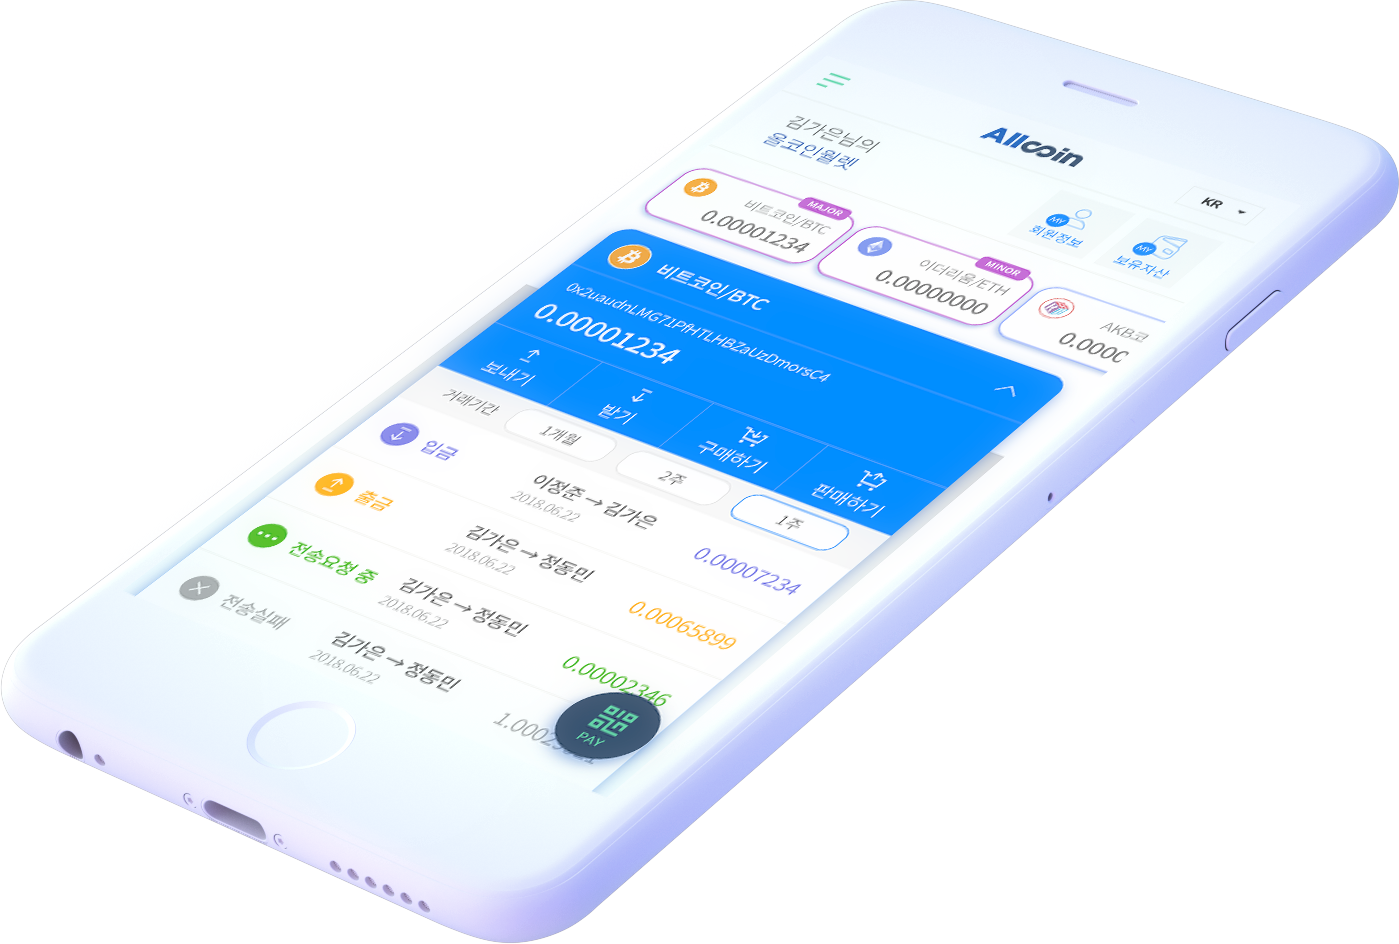 Allcoin
김가은님의
올코인월렛
KR
MY
회원정보
MY
보유자산
MAJOR
비트코인/BTC
0.00001234
MINOR
이더리움/ETH
0.00000000
AKB코
0.000C
비트코인/BTC
0x2uaudnLMG71PfHTLHBZaUzDmorsC4
0.00001234
보내기
받기
구매하기
판매하기
거래기간
1개월
2주
1주
입금
이정준 → 김가은
2018.06.22
0.00007234
출금
김가은 → 정동민
2018.06.22
0.00065899
전송요청 중
김가은 → 정동민
2018.06.22
0.00002346
전송실패
김가은 → 정동민
2018.06.22
PAY